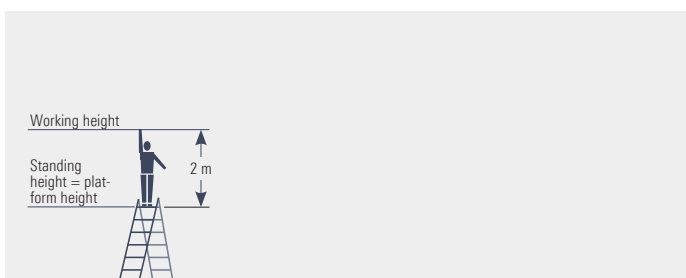 Working height
Standing
height = plat-
form height
2 m